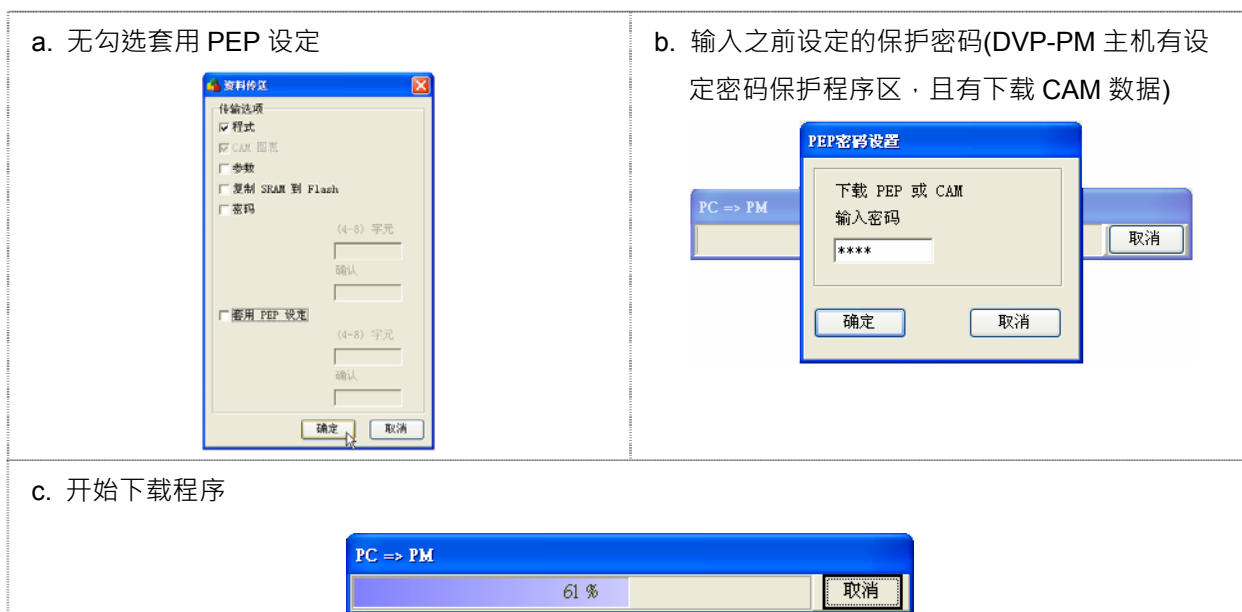 a. 无勾选套用 PEP 设定
资料传送
传输选项
程式
CAM 图表
参数
复制 SRAM 到 Flash
密码
(4-8) 字元
确认
套用 PEP 设定
(4-8) 字元
确认
确定 取消
b. 输入之前设定的保护密码(DVP-PM 主机有设
定密码保护程序区，且有下载 CAM 数据)
PEP密码设置
下载 PEP 或 CAM
输入密码
****
确定 取消
PC => PM
取消
c. 开始下载程序
PC => PM
61 % 取消